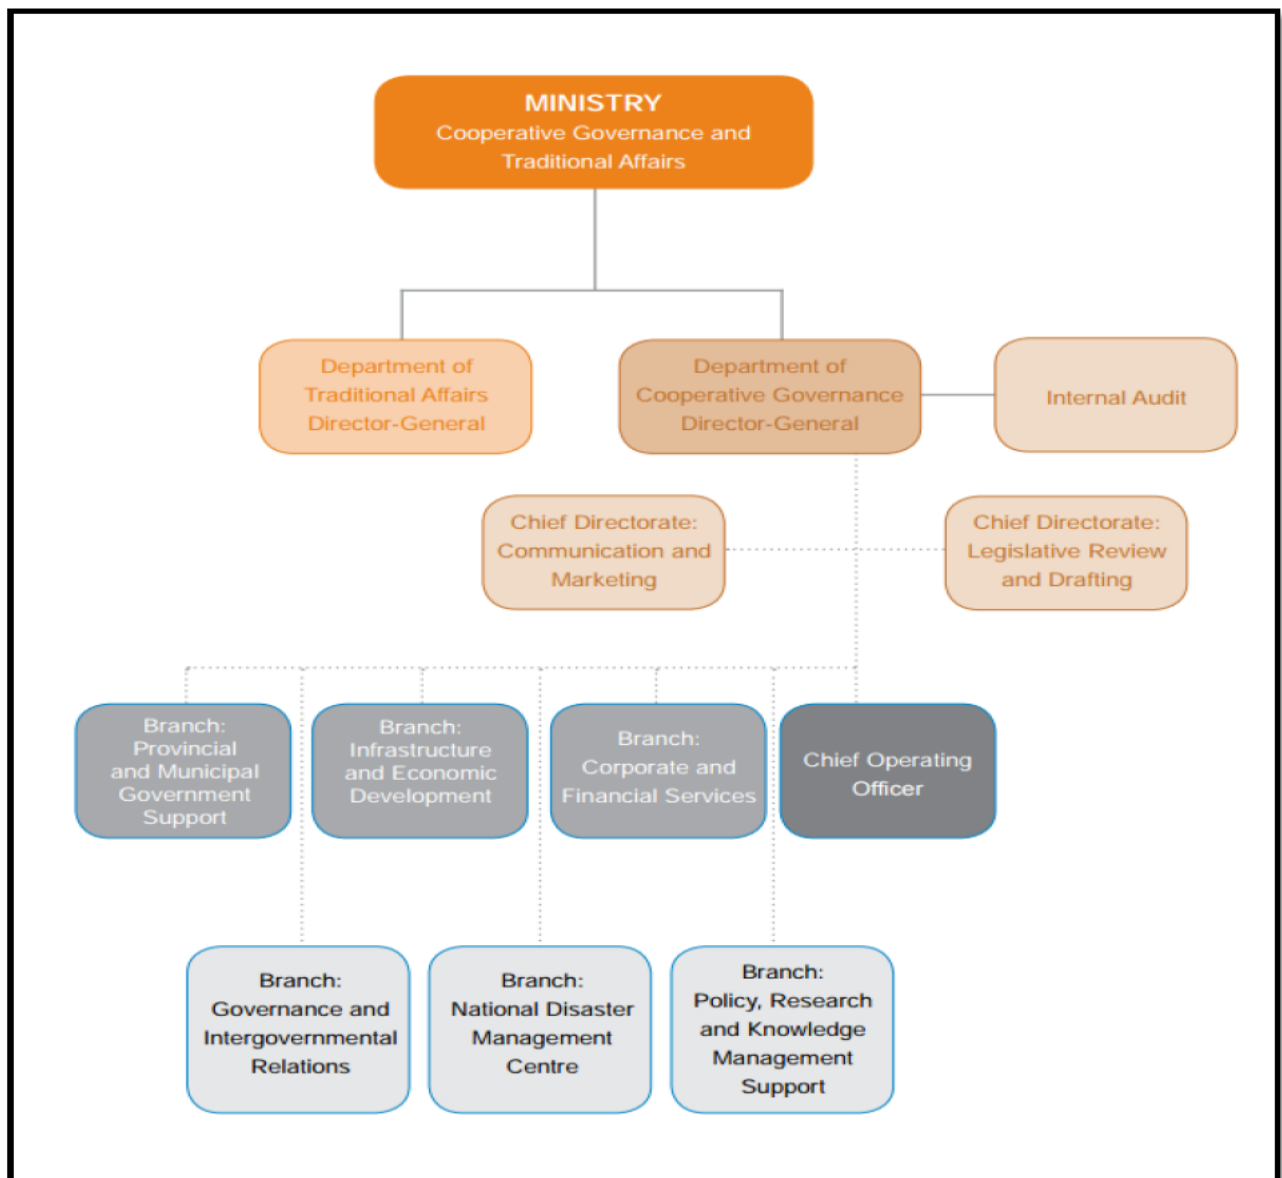 MINISTRY
Cooperative Governance and
Traditional Affairs
Department of
Traditional Affairs
Director-General
Department of
Cooperative Governance
Director-General
Internal Audit
Chief Directorate:
Communication and
Marketing
Chief Directorate:
Legislative Review
and Drafting
Branch:
Provincial
and Municipal
Government
Support
Branch:
Infrastructure
and Economic
Development
Branch:
Corporate and
Financial Services
Chief Operating
Officer
Branch:
Governance and
Intergovernmental
Relations
Branch:
National Disaster
Management
Centre
Branch:
Policy, Research
and Knowledge
Management
Support